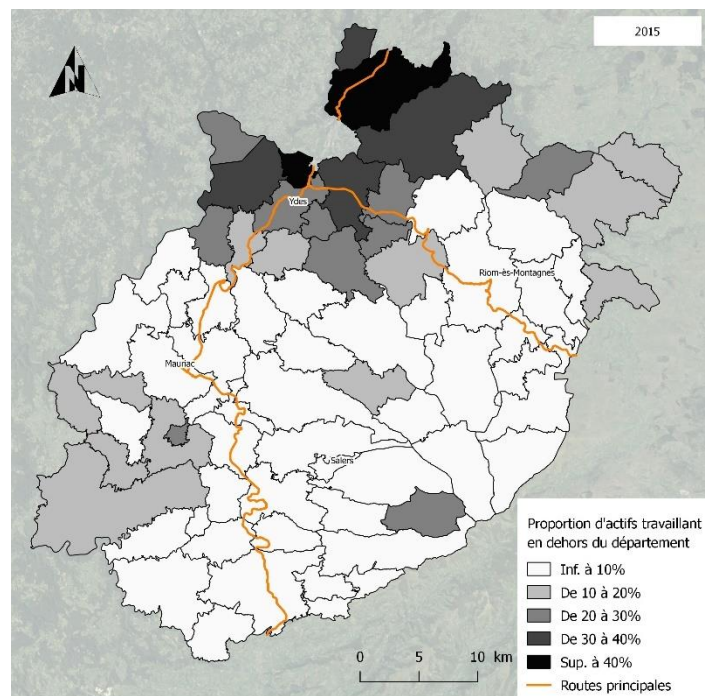 2015
N
Ydes
Riom-ès-Montagnes
Mauriac
Salers
Proportion d'actifs travaillant
en dehors du département
Inf. à 10%
De 10 à 20%
De 20 à 30%
De 30 à 40%
Sup. à 40%
Routes principales
0 5 10 km